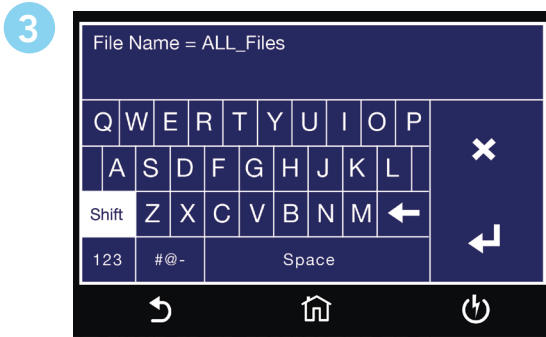 3
File Name = ALL_Files
Q W E R T Y U I O P
A S D F G H J K L
Shift Z X C V B N M
123 #@- Space